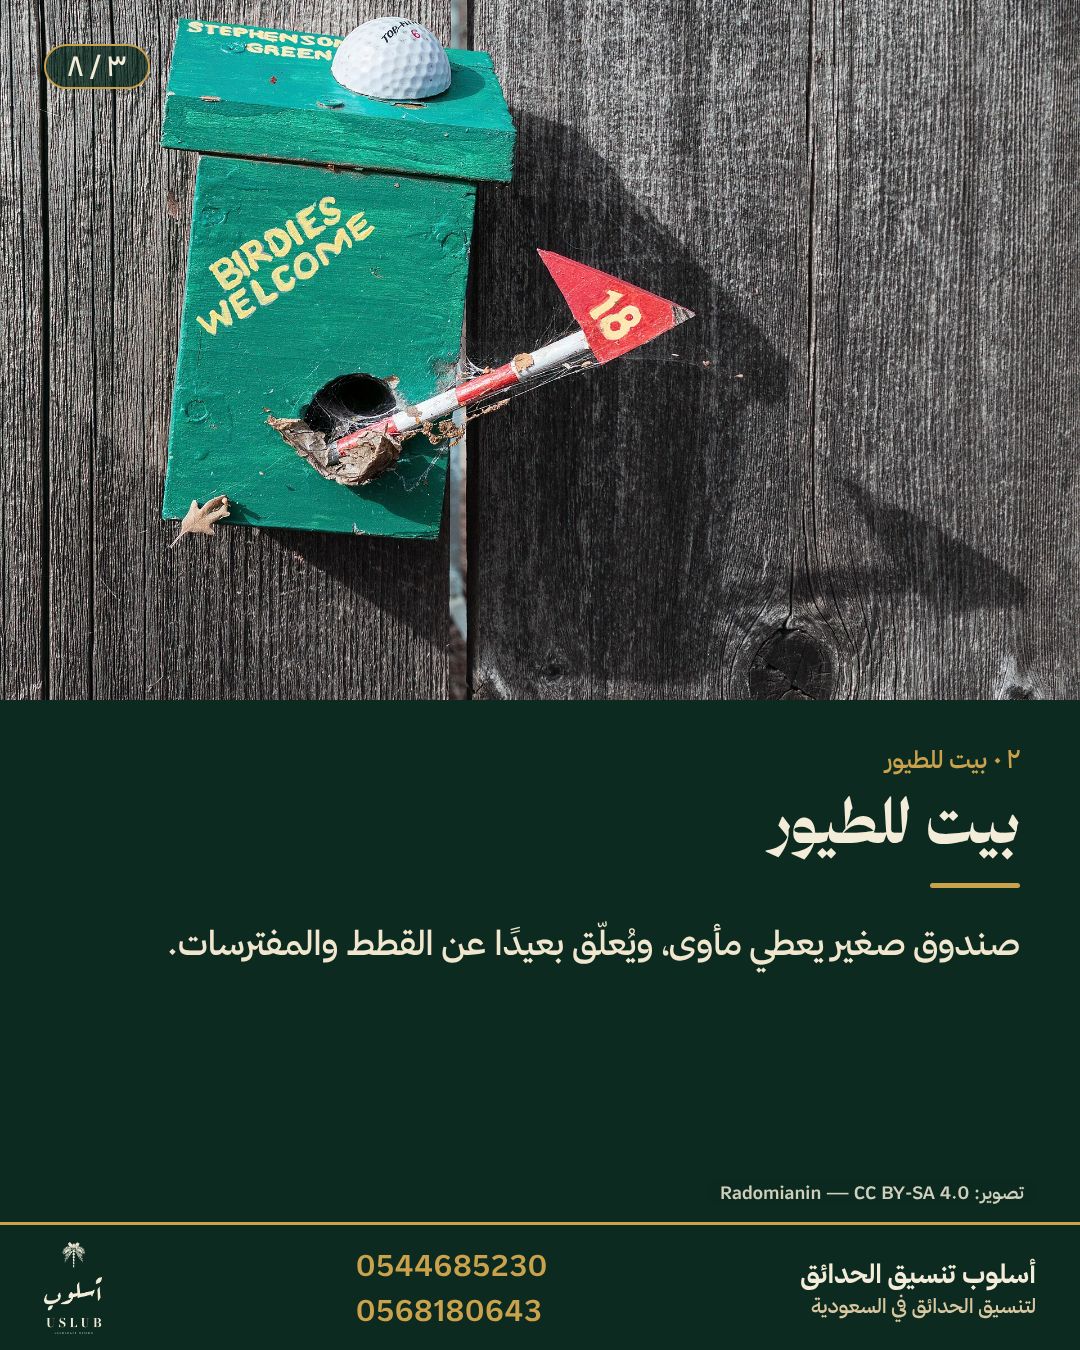 ٣ / ٨
STEPHENSON
GREEN
TOP-FLITE
6
BIRDIES
WELCOME
18
٢ · بيت للطيور
بيت للطيور
صندوق صغير يعطي مأوى، ويُعلّق بعيدًا عن القطط والمفترسات.
تصوير: Radomianin — CC BY-SA 4.0
أسلوب تنسيق الحدائق
لتنسيق الحدائق في السعودية
0544685230
0568180643
أسلوب
USLUB